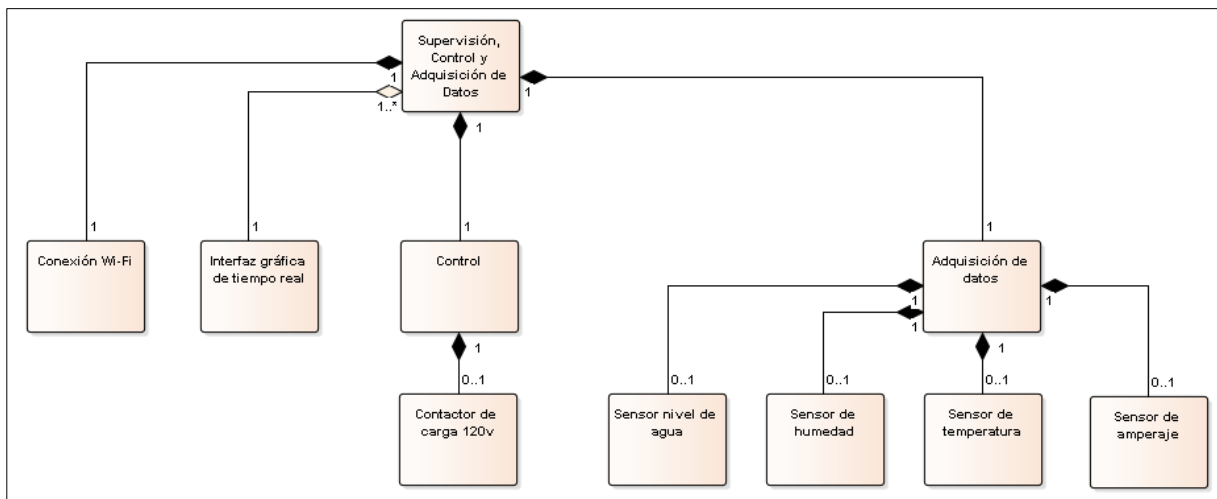 Supervisión,
Control y
Adquisición de
Datos
1
1..*
1
1
1
1
1
1
Conexión Wi-Fi
Interfaz gráfica
de tiempo real
Control
Adquisición de
datos
1
1
1
1
1
0..1
0..1
0..1
0..1
0..1
Contactor de
carga 120v
Sensor nivel de
agua
Sensor de
humedad
Sensor de
temperatura
Sensor de
amperaje